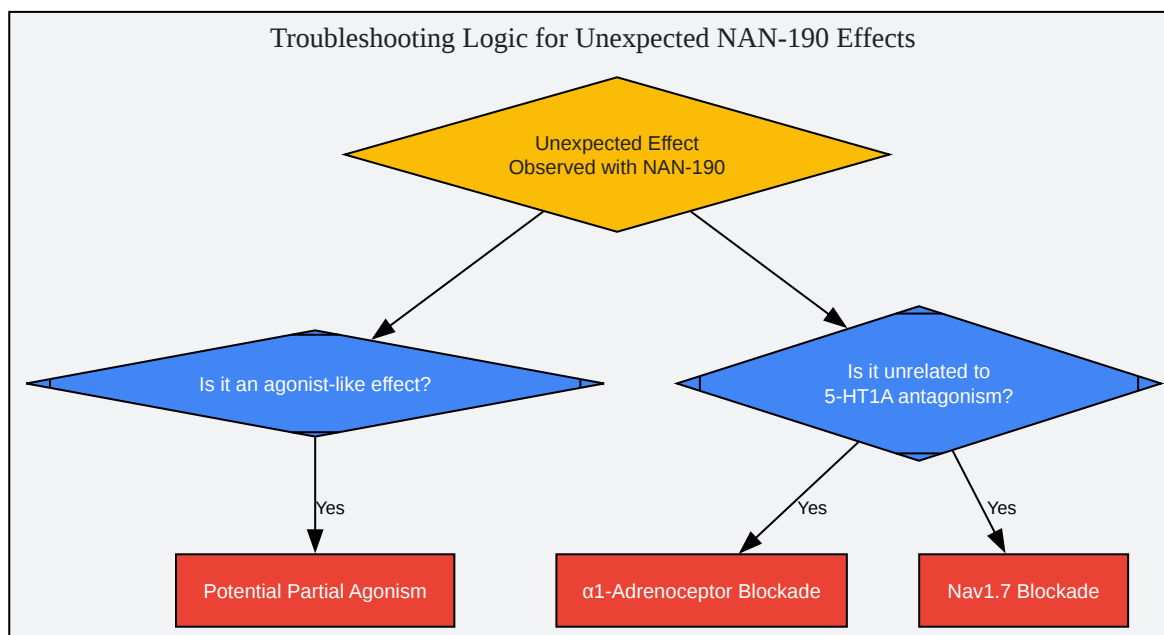 Troubleshooting Logic for Unexpected NAN-190 Effects
Unexpected Effect
Observed with NAN-190
Is it an agonist-like effect?
Is it unrelated to
5-HT1A antagonism?
Yes
Yes
Yes
Potential Partial Agonism
α1-Adrenoceptor Blockade
Nav1.7 Blockade